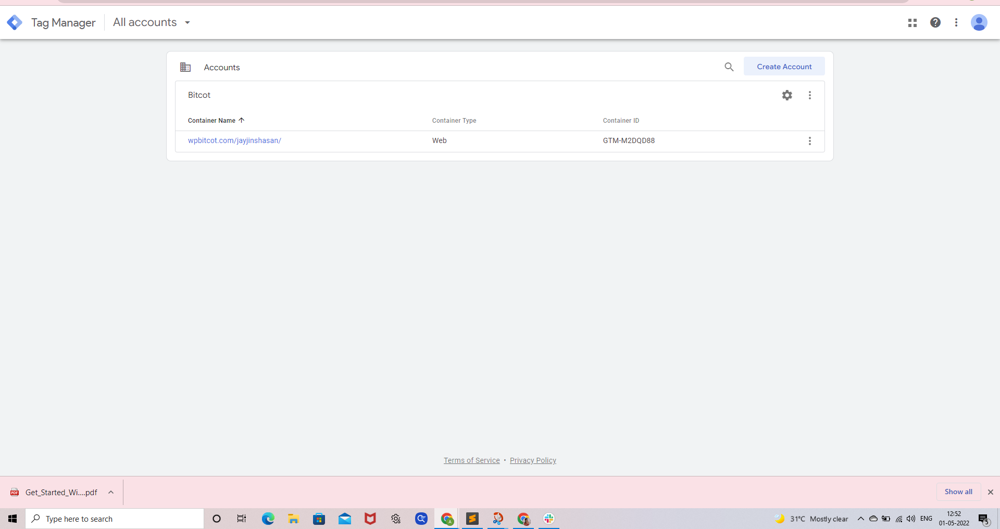 Tag Manager All accounts
Accounts Create Account
Bitcot
Container Name Container Type Container ID
wpbitcot.com/jayjinshasan/ Web GTM-M2DQD88
Terms of Service • Privacy Policy
PDF Get_Started_Wi....pdf Show all
Type here to search A 31°C Mostly clear ENG 12:52
01-05-2022 5